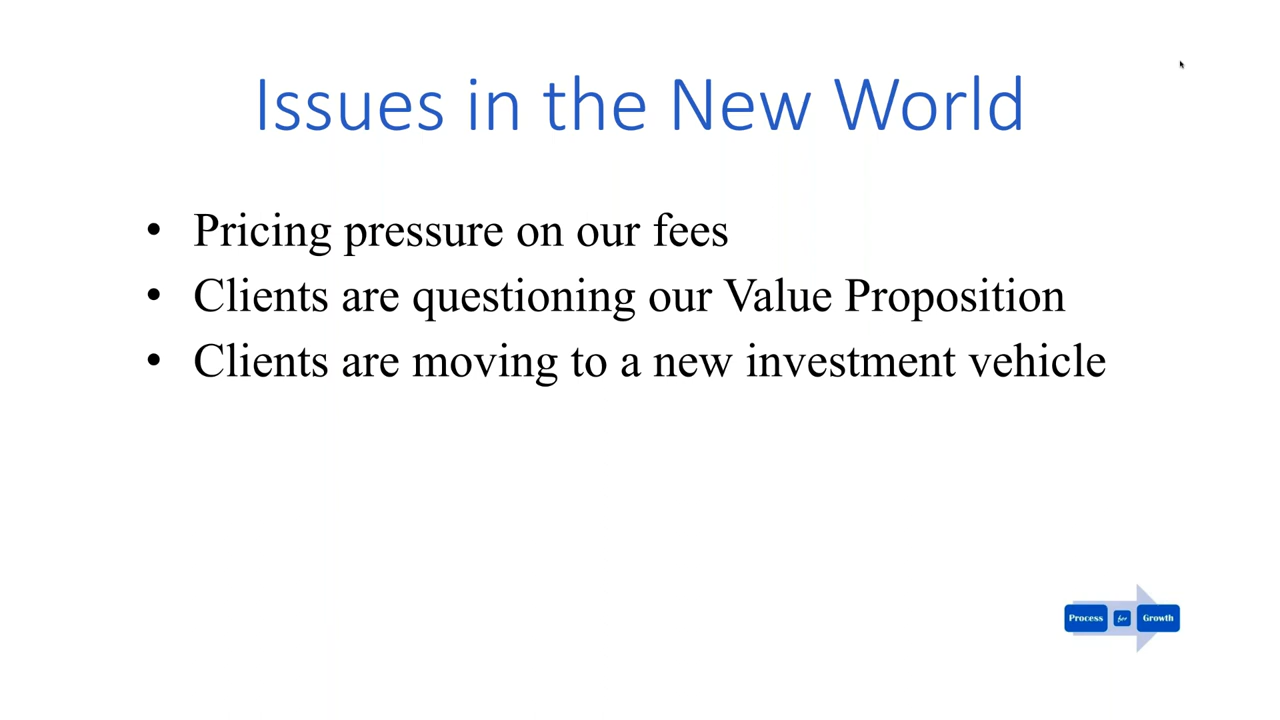 Issues in the New World
• Pricing pressure on our fees
• Clients are questioning our Value Proposition
• Clients are moving to a new investment vehicle
Process for Growth